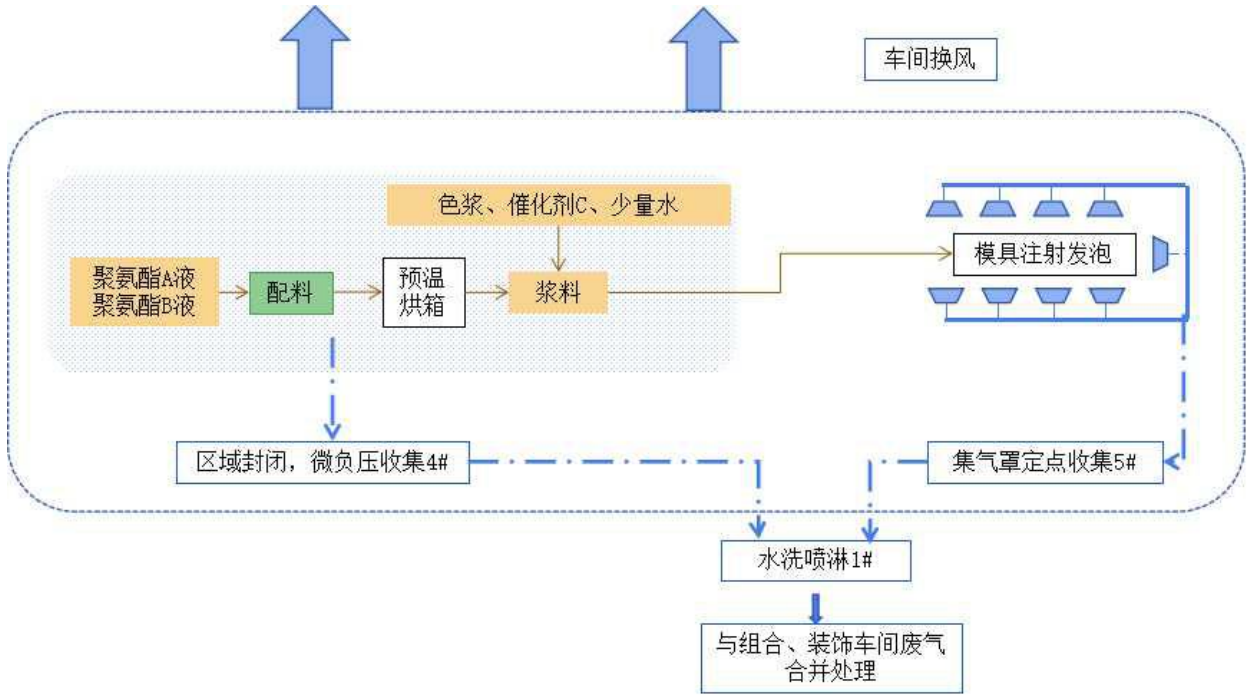 车间换风
色浆、催化剂C、少量水
聚氨酯A液
聚氨酯B液
配料
预温
烘箱
浆料
模具注射发泡
区域封闭，微负压收集4#
集气罩定点收集5#
水洗喷淋1#
与组合、装饰车间废气
合并处理